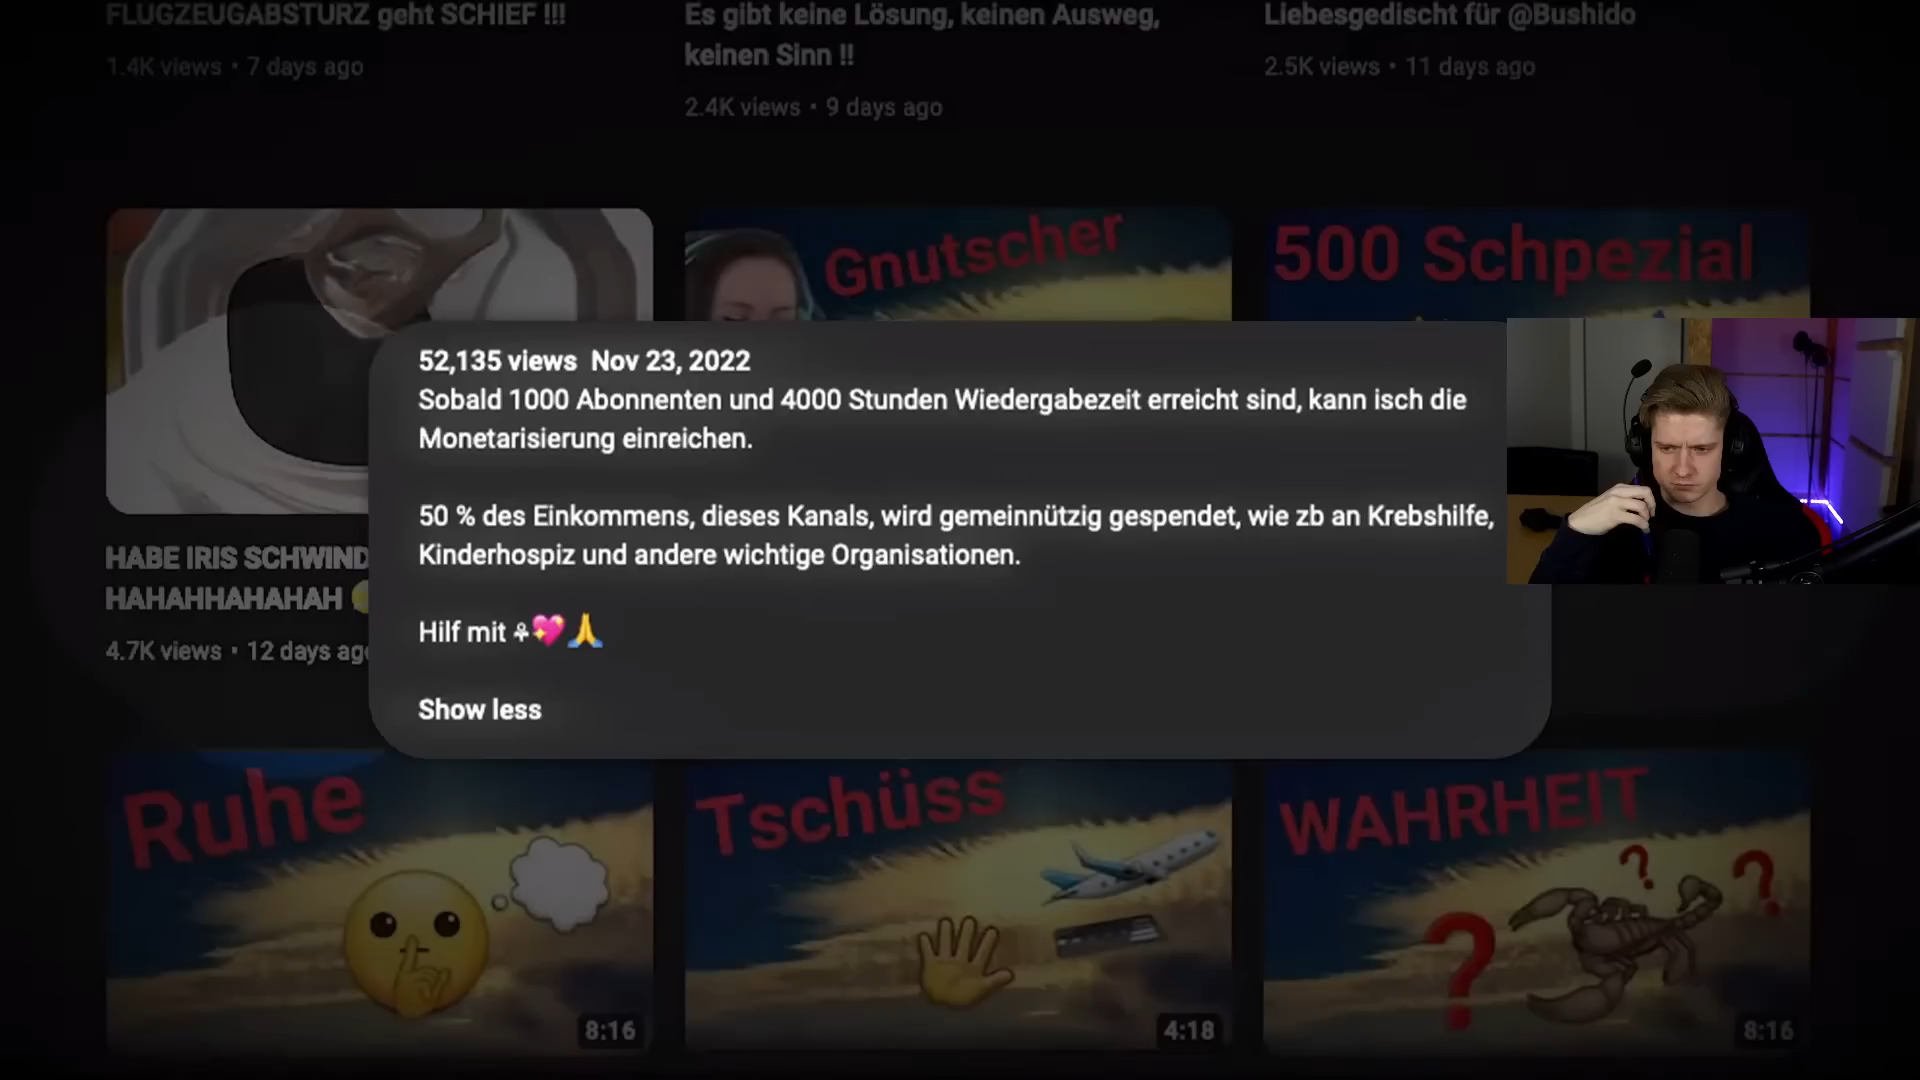 FLUGZEUGABSTURZ geht SCHIEF !!!
1.4K views • 7 days ago
Es gibt keine Lösung, keinen Ausweg,
keinen Sinn !!
2.4K views • 9 days ago
Liebesgedischt für @Bushido
2.5K views • 11 days ago
Gnutscher
500 Schpezial
52,135 views Nov 23, 2022
Sobald 1000 Abonnenten und 4000 Stunden Wiedergabezeit erreicht sind, kann isch die
Monetarisierung einreichen.
50 % des Einkommens, dieses Kanals, wird gemeinnützig gespendet, wie zb an Krebshilfe,
Kinderhospiz und andere wichtige Organisationen.
Hilf mit ⚘💖🙏
Show less
HABE IRIS SCHWIND
HAHAHHAHAHAH
4.7K views • 12 days ago
Ruhe
8:16
Tschüss
4:18
WAHRHEIT
? ? ?
8:16